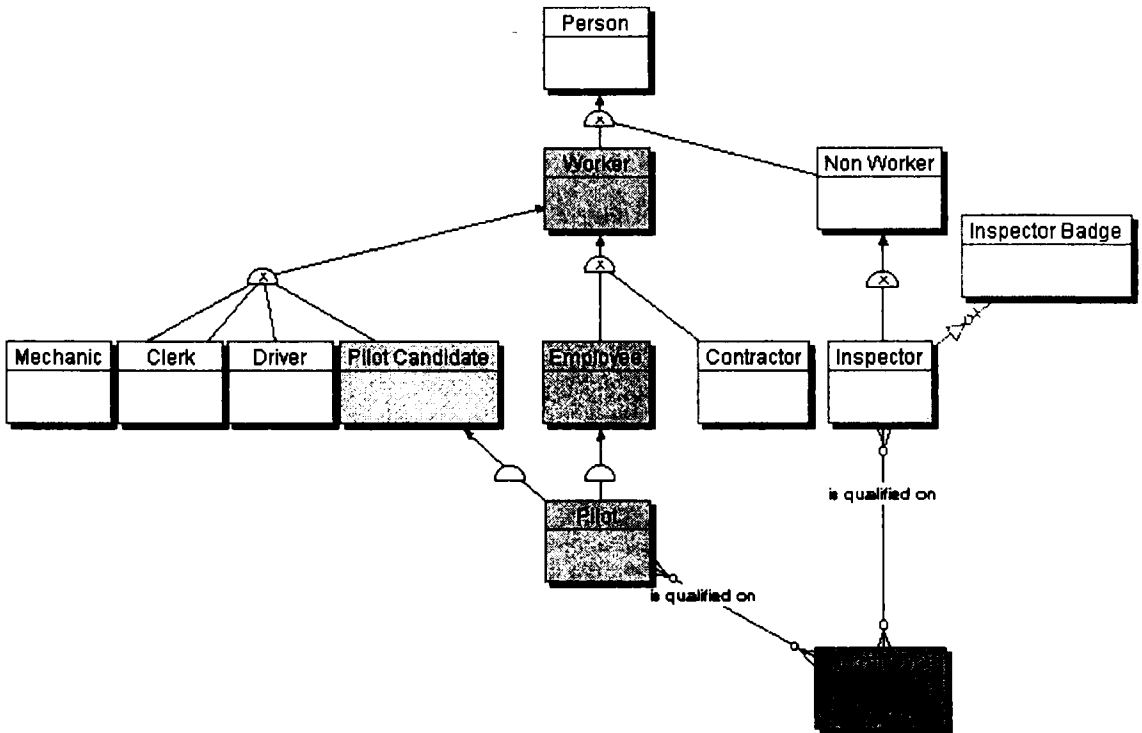 Person
Worker
Non Worker
Inspector Badge
Mechanic
Clerk
Driver
Pilot Candidate
Employee
Contractor
Inspector
is qualified on
Pilot
is qualified on